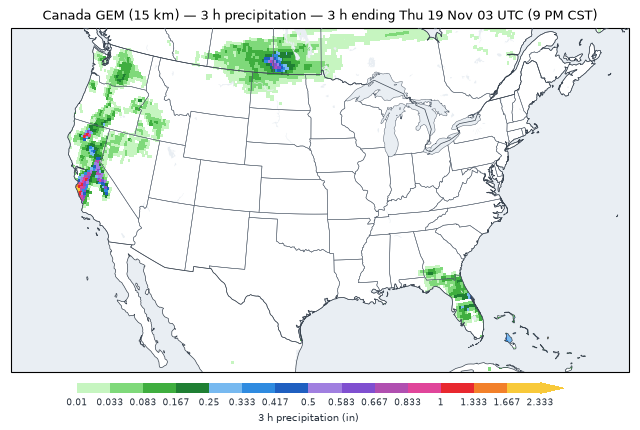 Canada GEM (15 km) — 3 h precipitation — 3 h ending Thu 19 Nov 03 UTC (9 PM CST)
0.01 0.033 0.083 0.167 0.25 0.333 0.417 0.5 0.583 0.667 0.833 1 1.333 1.667 2.333
3 h precipitation (in)